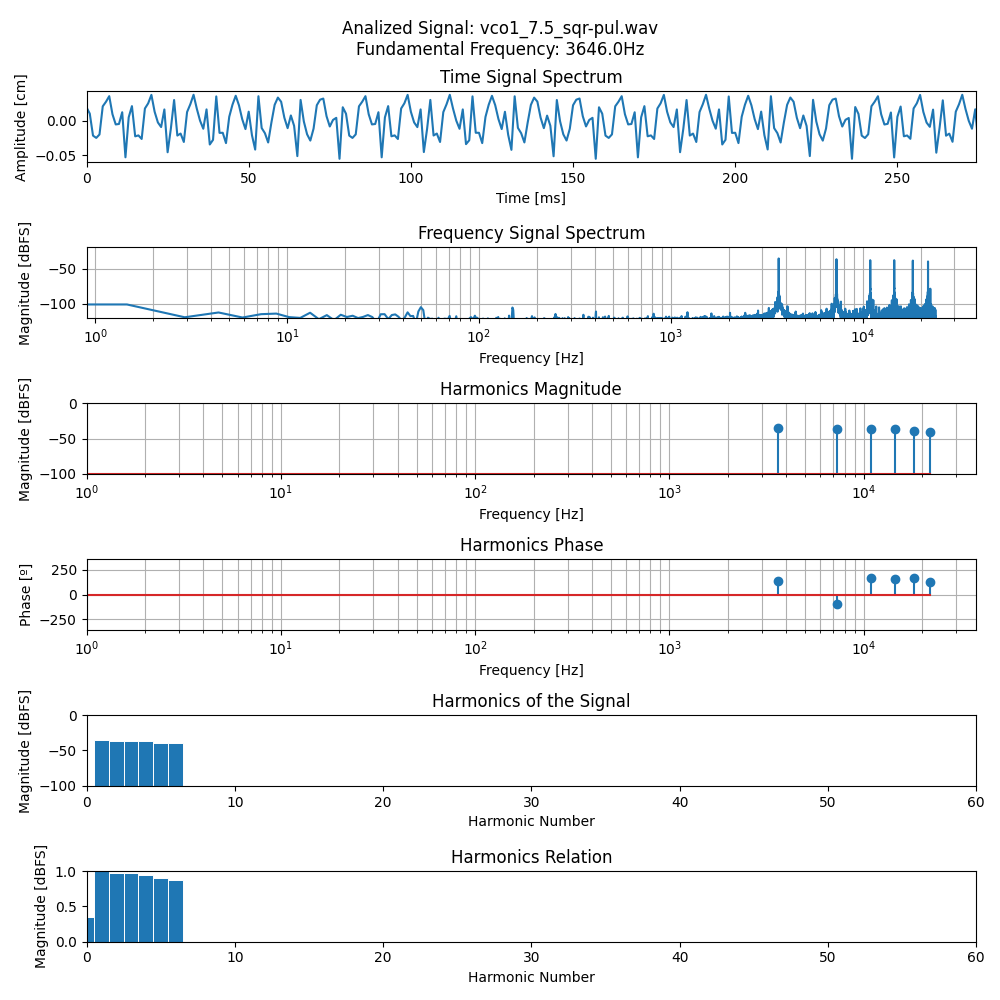 Analized Signal: vco1_7.5_sqr-pul.wav
Fundamental Frequency: 3646.0Hz
Time Signal Spectrum
Amplitude [cm]
0.00
−0.05
0 50 100 150 200 250
Time [ms]
Frequency Signal Spectrum
Magnitude [dBFS]
−50
−100
10⁰ 10¹ 10² 10³ 10⁴
Frequency [Hz]
Harmonics Magnitude
Magnitude [dBFS]
0
−50
−100
10⁰ 10¹ 10² 10³ 10⁴
Frequency [Hz]
Harmonics Phase
Phase [º]
250
0
−250
10⁰ 10¹ 10² 10³ 10⁴
Frequency [Hz]
Harmonics of the Signal
Magnitude [dBFS]
0
−50
−100
0 10 20 30 40 50 60
Harmonic Number
Harmonics Relation
Magnitude [dBFS]
1.0
0.5
0.0
0 10 20 30 40 50 60
Harmonic Number